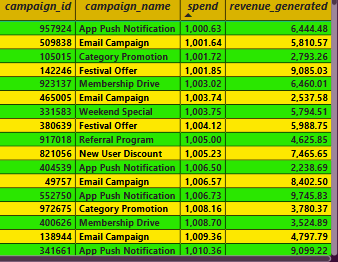 campaign_id campaign_name spend revenue_generated
957924 App Push Notification 1,000.63 6,444.48
509838 Email Campaign 1,001.64 5,810.57
105015 Category Promotion 1,001.72 2,793.26
142246 Festival Offer 1,001.85 9,085.03
923137 Membership Drive 1,003.02 6,460.01
465005 Email Campaign 1,003.74 2,537.58
331583 Weekend Special 1,003.75 5,794.51
380639 Festival Offer 1,004.12 5,988.75
917018 Referral Program 1,005.00 4,625.85
821056 New User Discount 1,005.23 7,465.65
404539 App Push Notification 1,006.50 2,238.69
49757 Email Campaign 1,006.57 8,402.50
552750 App Push Notification 1,006.73 9,745.83
972675 Category Promotion 1,008.16 3,780.37
400626 Membership Drive 1,008.70 3,524.89
138944 Email Campaign 1,009.36 4,797.79
341661 App Push Notification 1,010.36 9,099.22